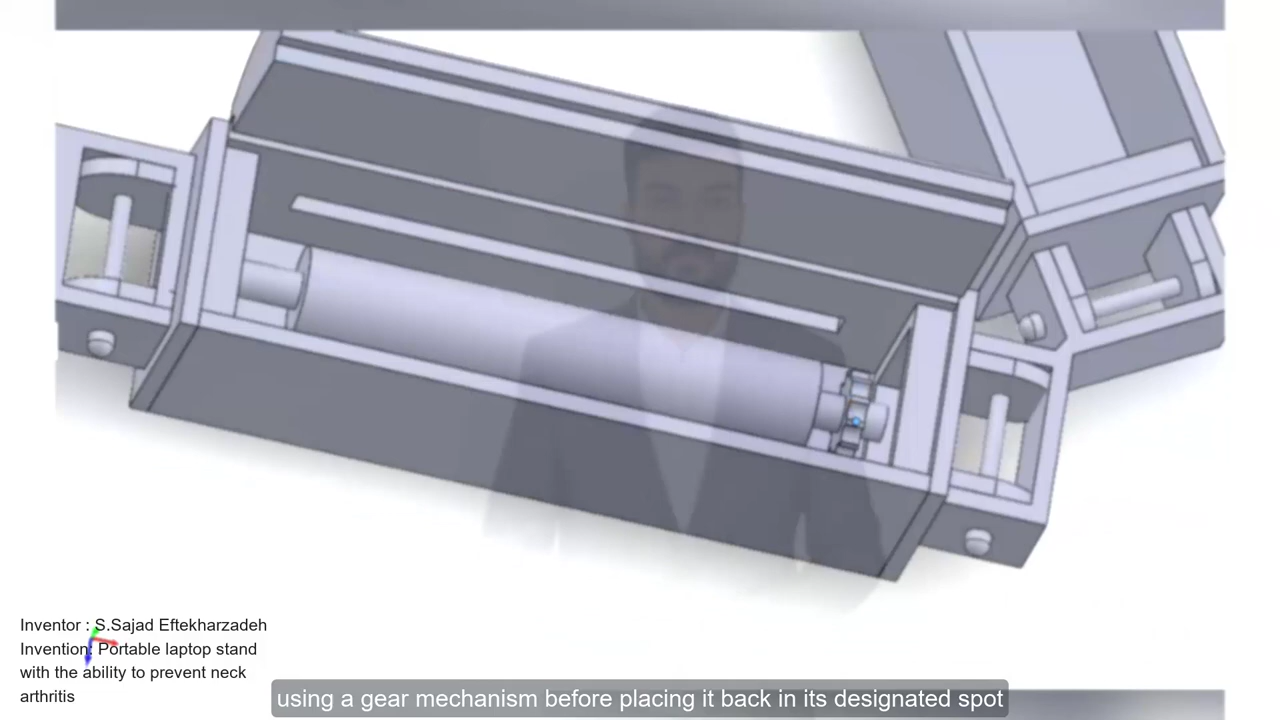 Inventor : S.Sajad Eftekharzadeh
Invention: Portable laptop stand
with the ability to prevent neck
arthritis
using a gear mechanism before placing it back in its designated spot